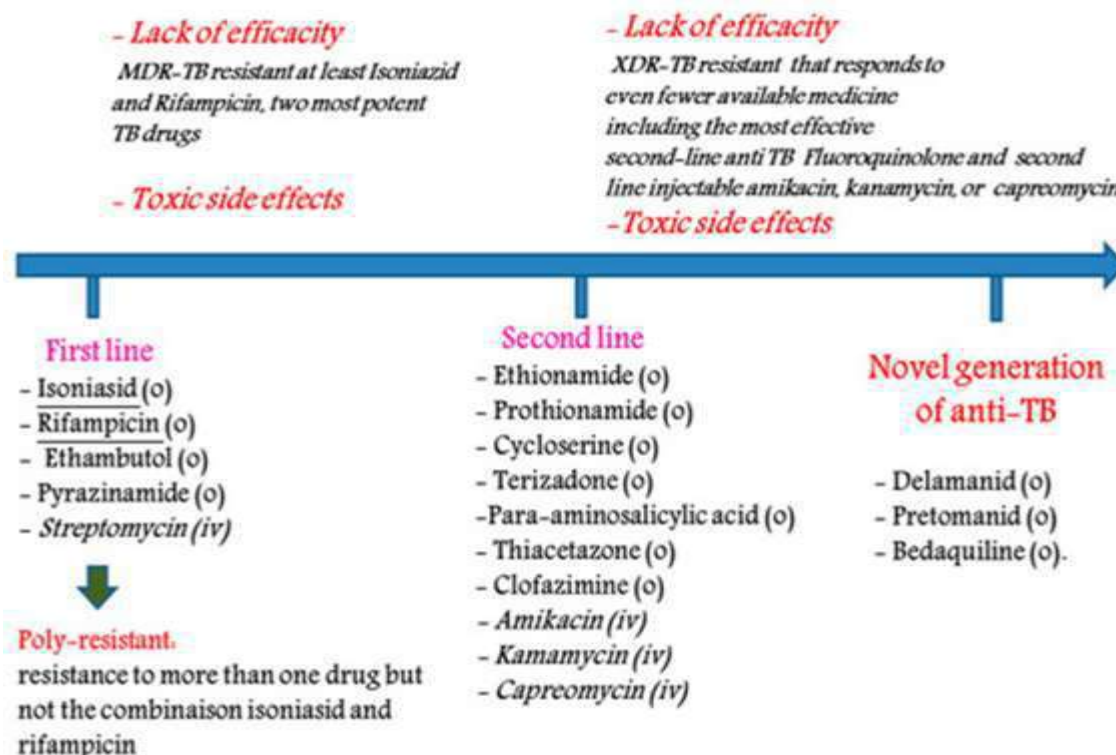 - Lack of efficacity
MDR-TB resistant at least Isoniazid
and Rifampicin, two most potent
TB drugs
- Toxic side effects
- Lack of efficacity
XDR-TB resistant that responds to
even fewer available medicine
including the most effective
second-line anti TB Fluoroquinolone and second
line injectable amikacin, kanamycin, or capreomycin
-Toxic side effects
First line
- Isoniasid (o)
- Rifampicin (o)
- Ethambutol (o)
- Pyrazinamide (o)
- Streptomycin (iv)
Poly-resistant:
resistance to more than one drug but
not the combinaison isoniasid and
rifampicin
Second line
- Ethionamide (o)
- Prothionamide (o)
- Cycloserine (o)
- Terizadone (o)
-Para-aminosalicylic acid (o)
- Thiacetazone (o)
- Clofazimine (o)
- Amikacin (iv)
- Kamamycin (iv)
- Capreomycin (iv)
Novel generation
of anti-TB
- Delamanid (o)
- Pretomanid (o)
- Bedaquiline (o).